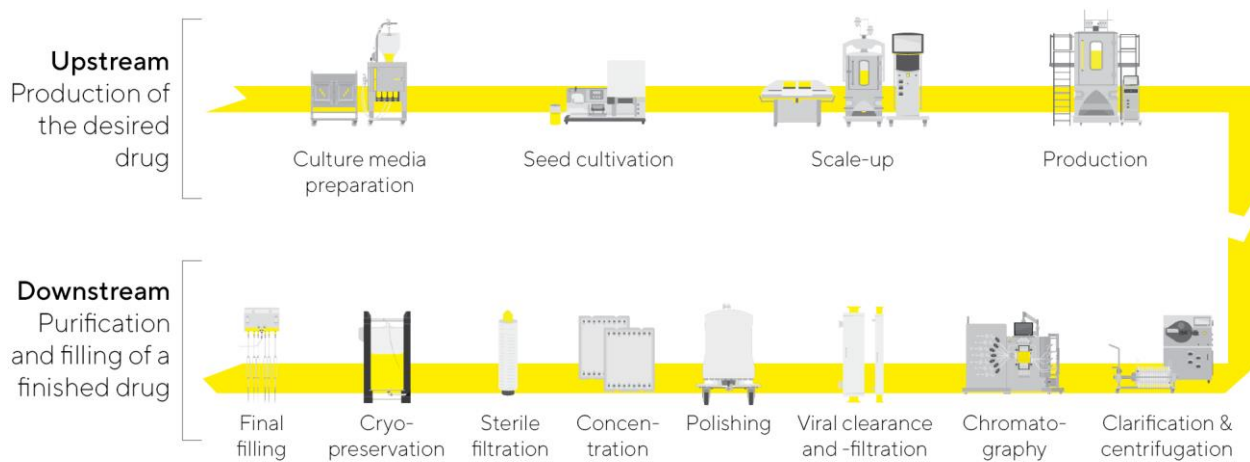 Upstream
Production of
the desired
drug
Culture media
preparation
Seed cultivation
Scale-up
Production
Downstream
Purification
and filling of a
finished drug
Final
filling
Cryo-
preservation
Sterile
filtration
Concen-
tration
Polishing
Viral clearance
and -filtration
Chromato-
graphy
Clarification &
centrifugation